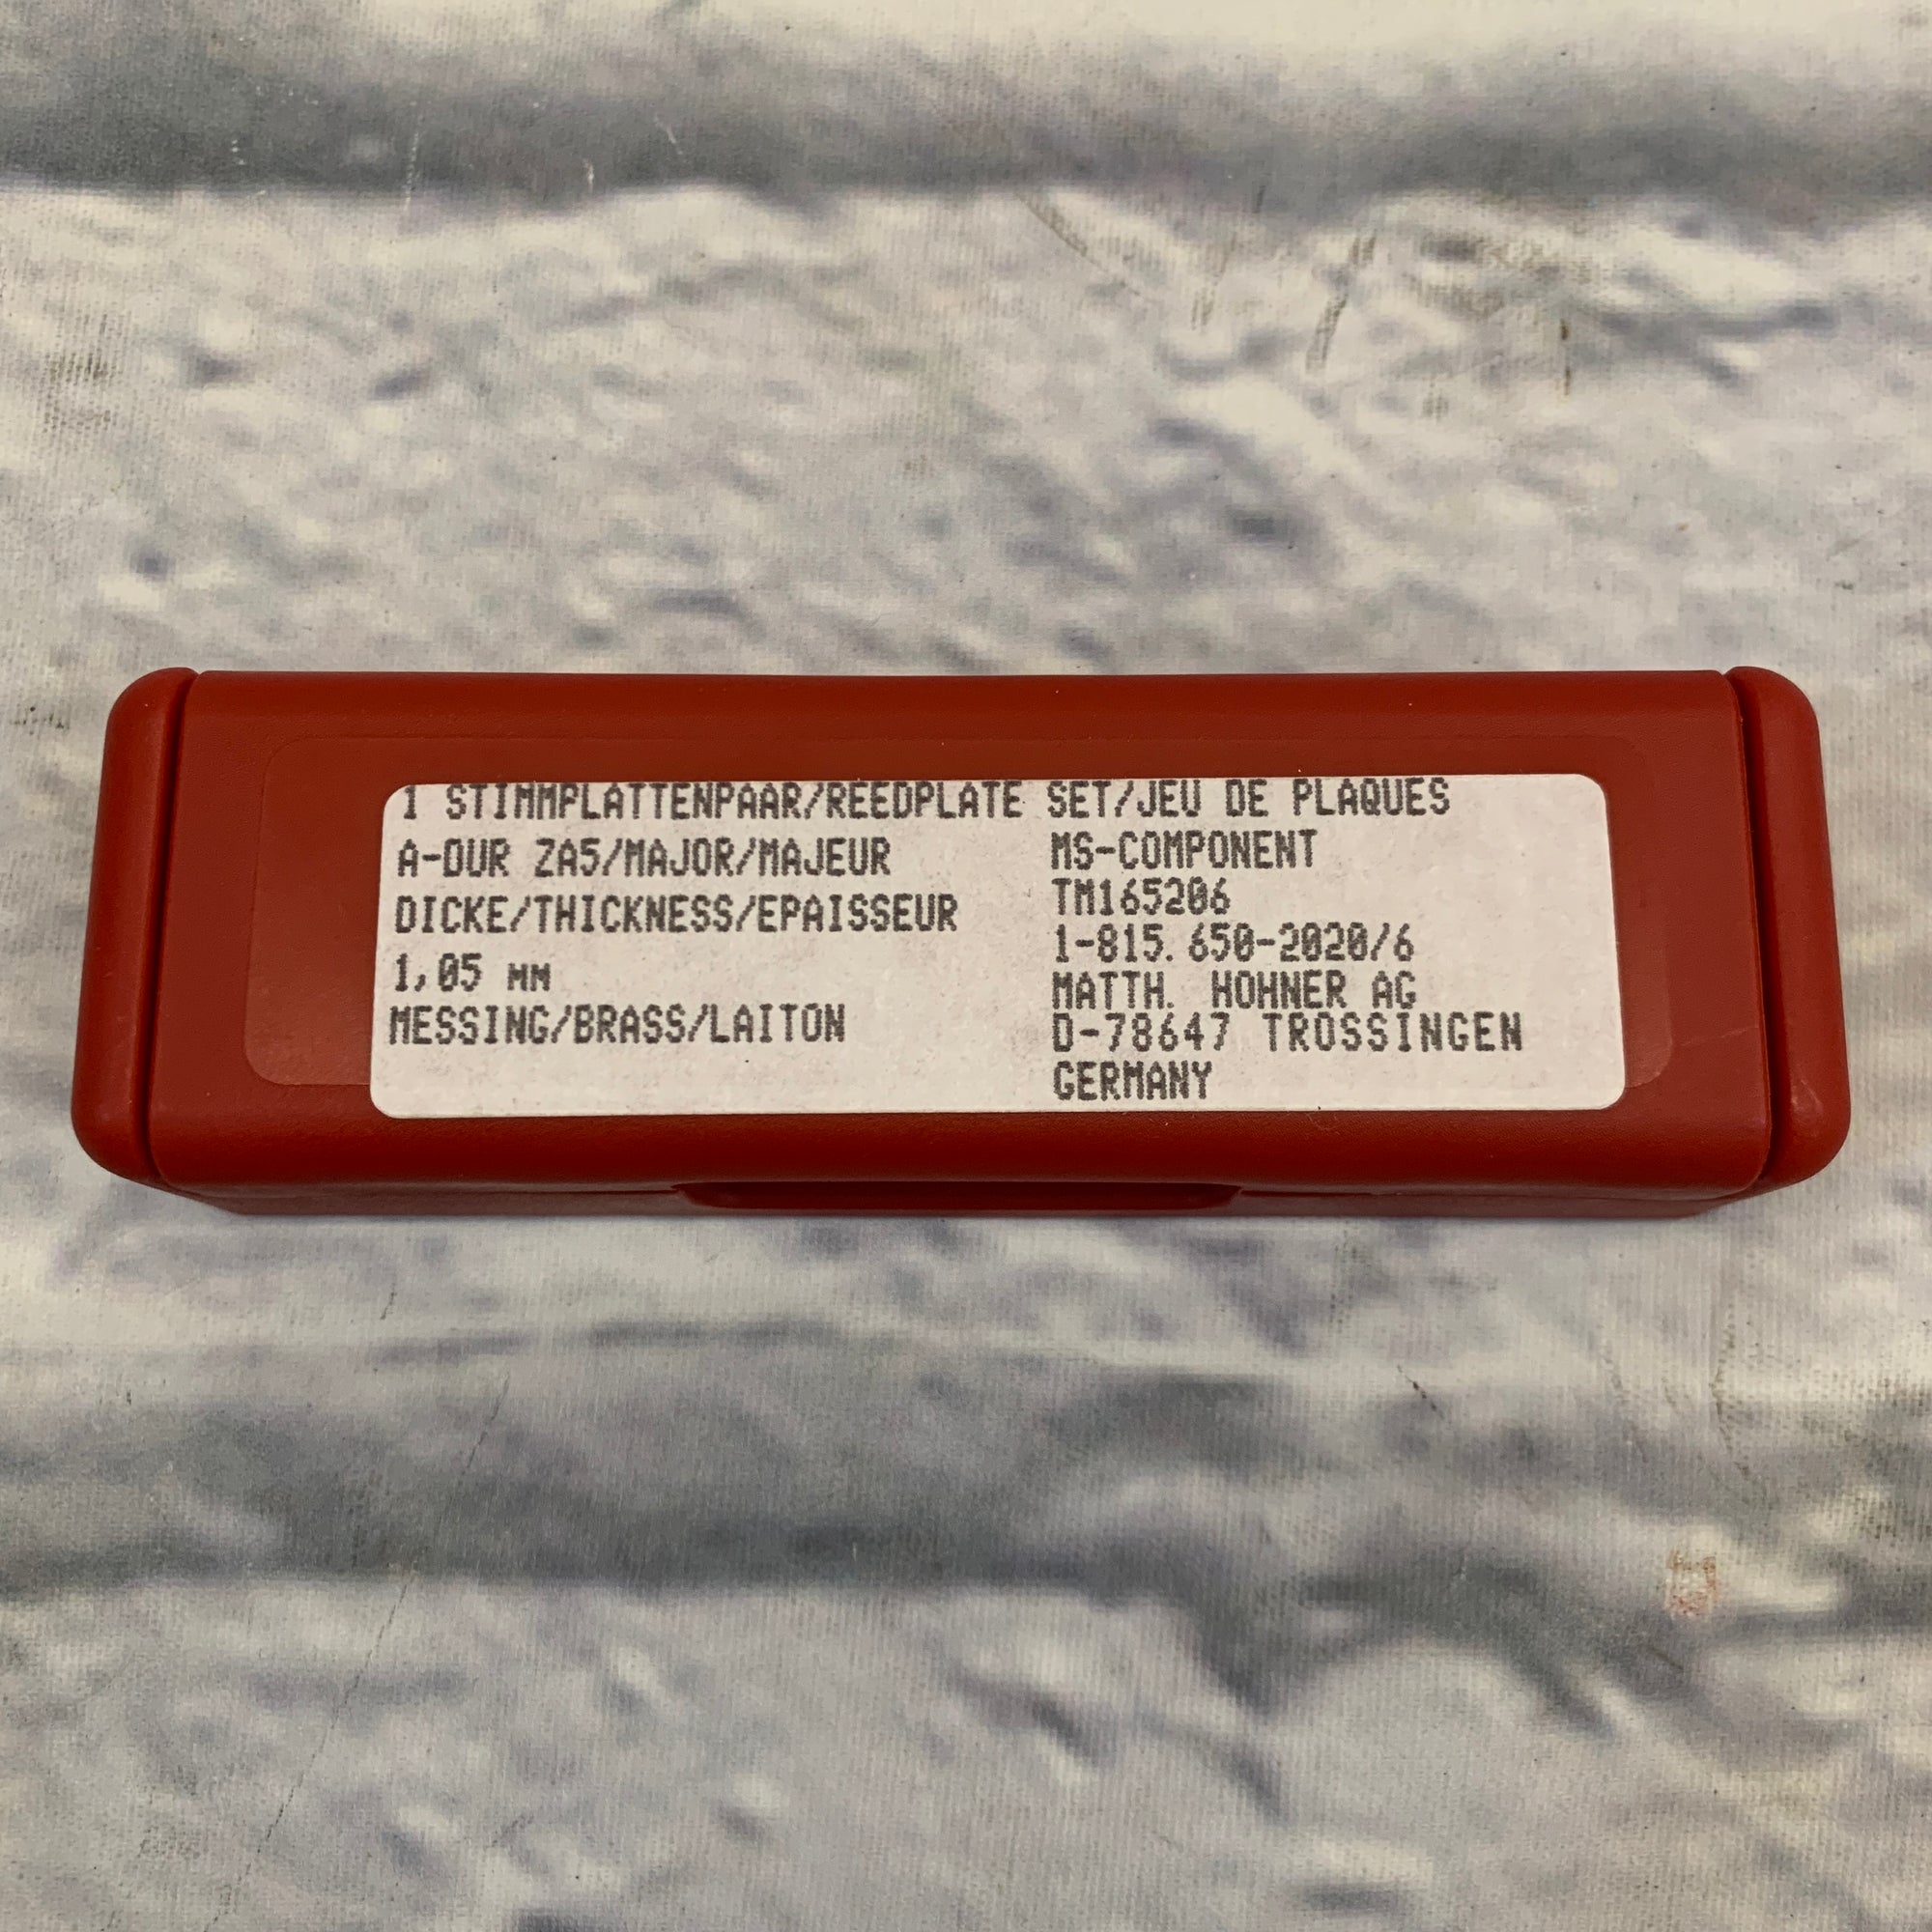 1 STIMMPLATTENPAAR/REEDPLATE SET/JEU DE PLAQUES
A-DUR ZA5/MAJOR/MAJEUR
DICKE/THICKNESS/EPAISSEUR
1,05 MM
MESSING/BRASS/LAITON
MS-COMPONENT
TM165206
1-815.650-2020/6
MATTH. HOHNER AG
D-78647 TROSSINGEN
GERMANY